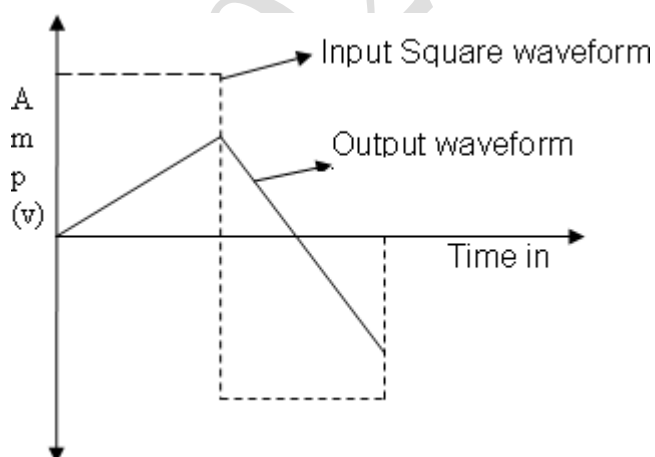 Input Square waveform
A
m
p
(v)
Output waveform
Time in